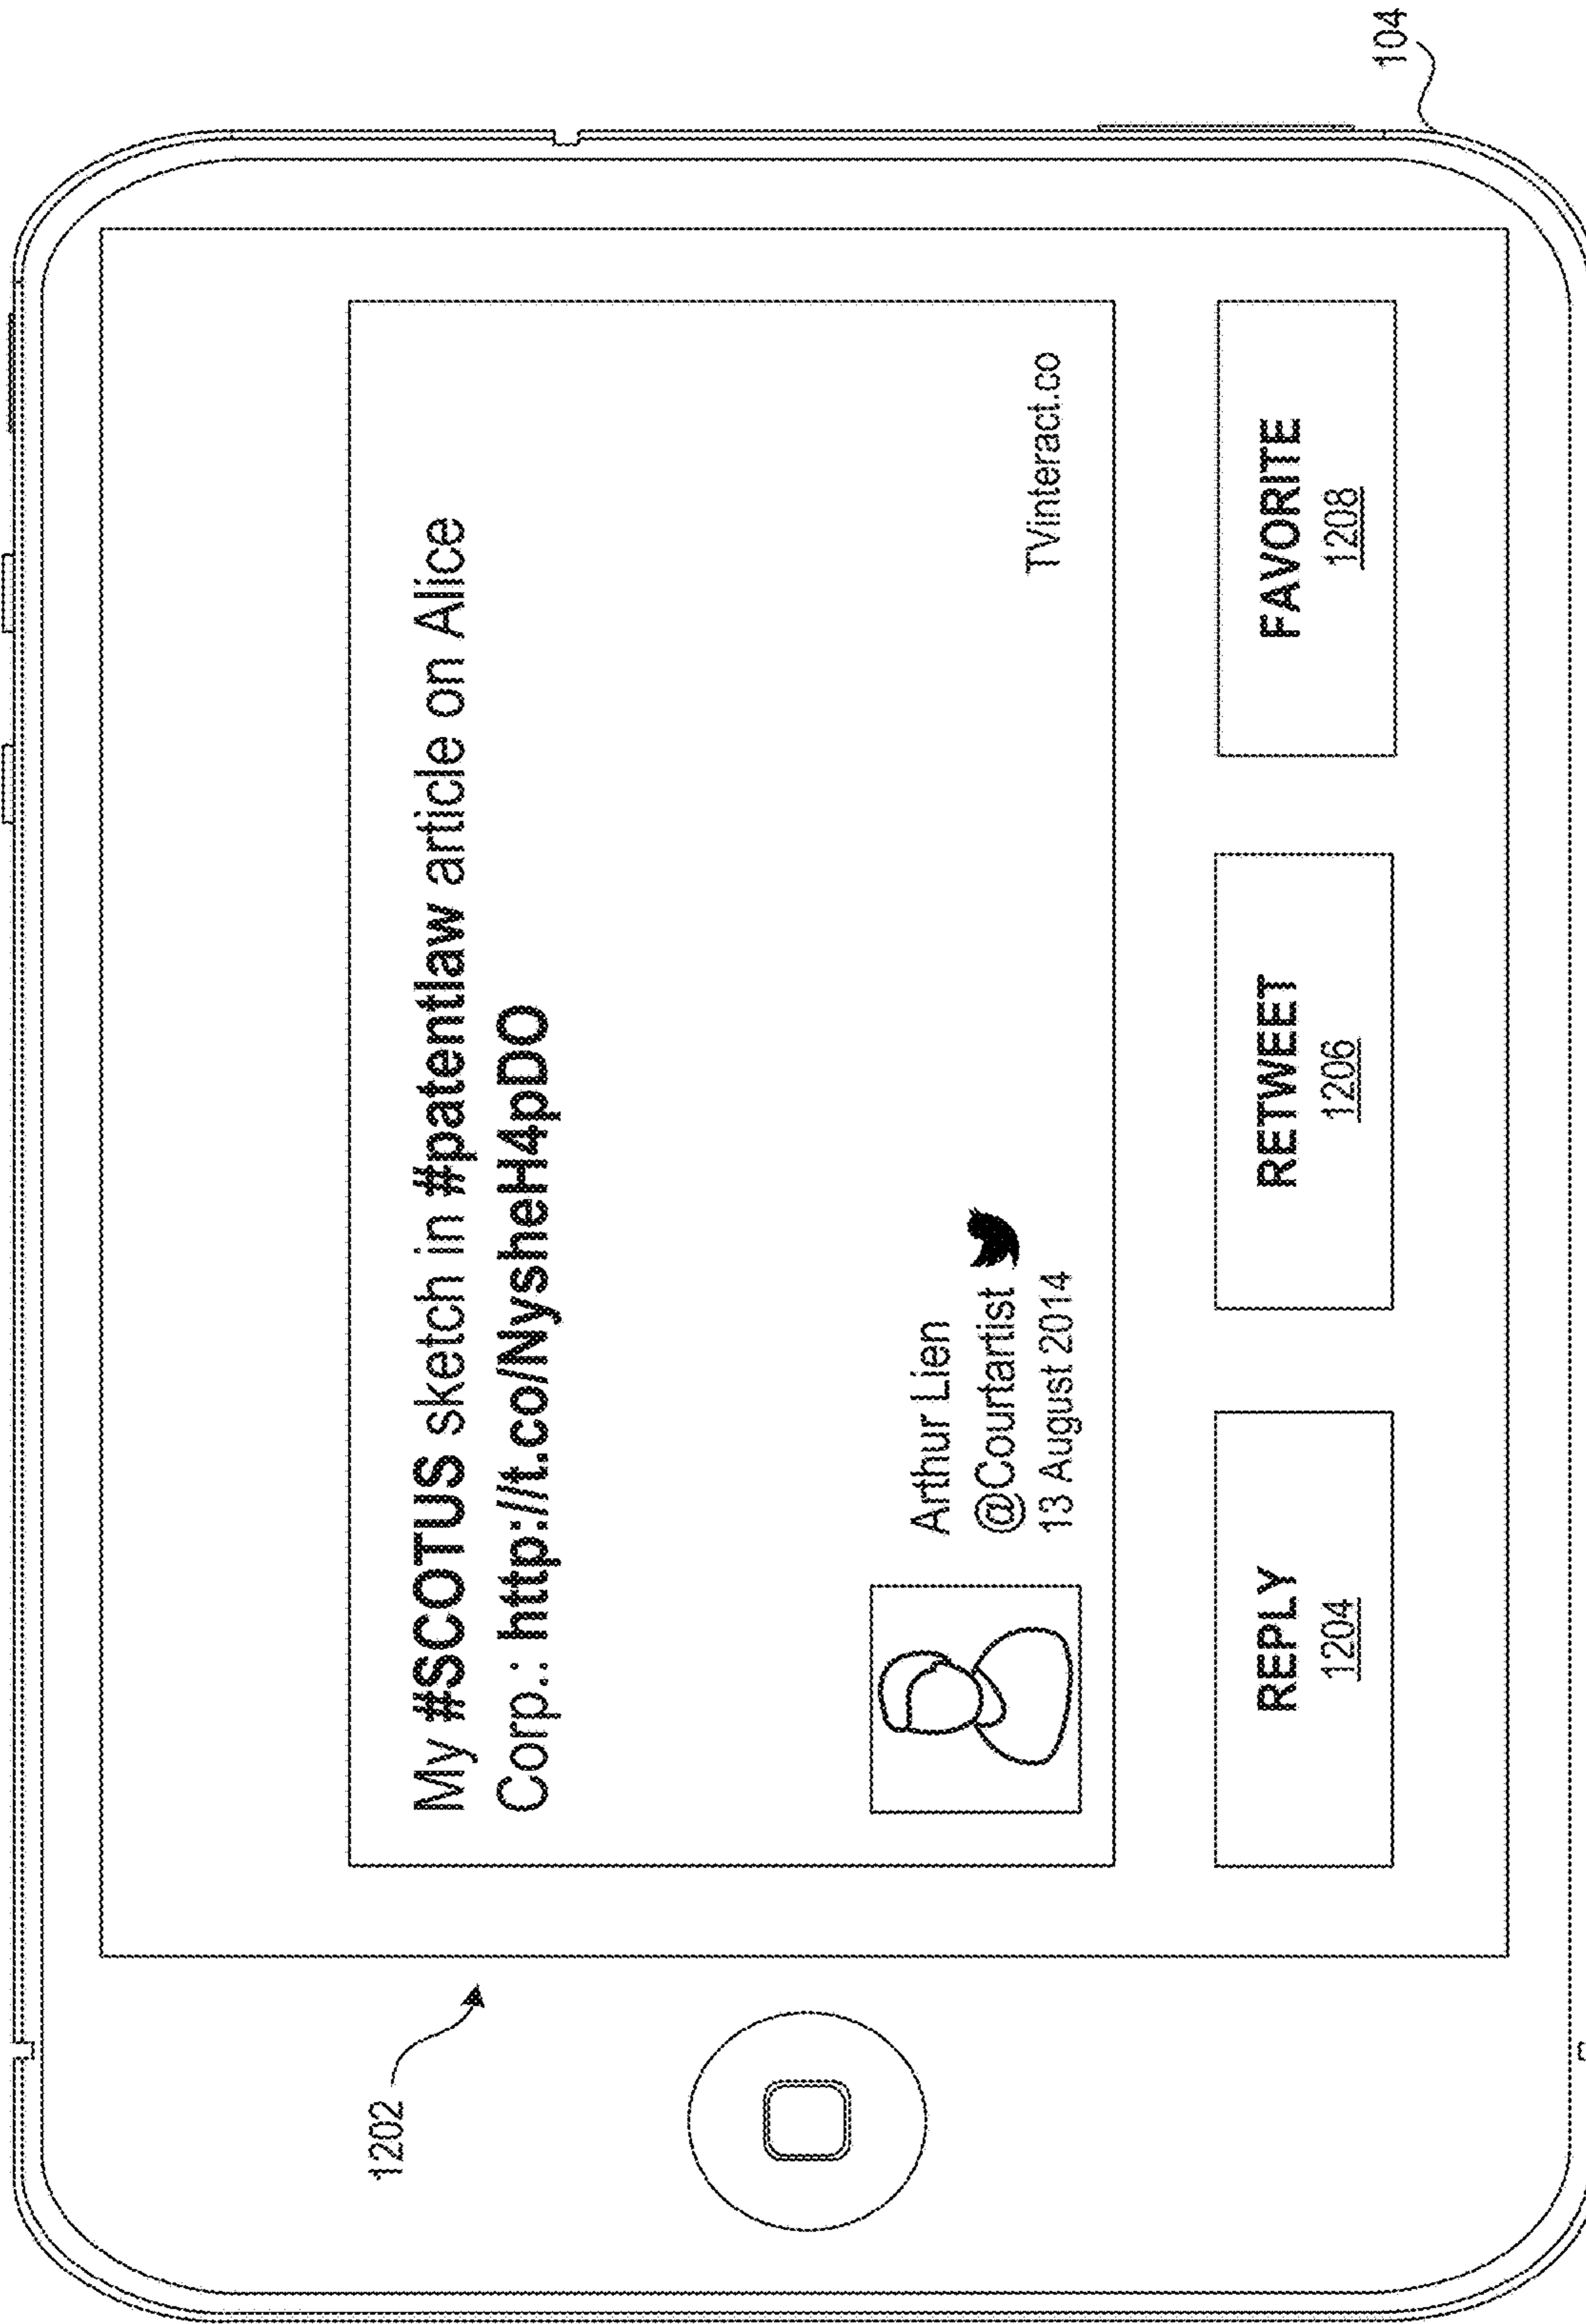 104
1202
My #SCOTUS sketch in #patentlaw article on Alice
Corp.: http://t.co/NysheH4pDO
Arthur Lien
@Courtartist
13 August 2014
TVinteract.co
REPLY
1204
RETWEET
1206
FAVORITE
1208